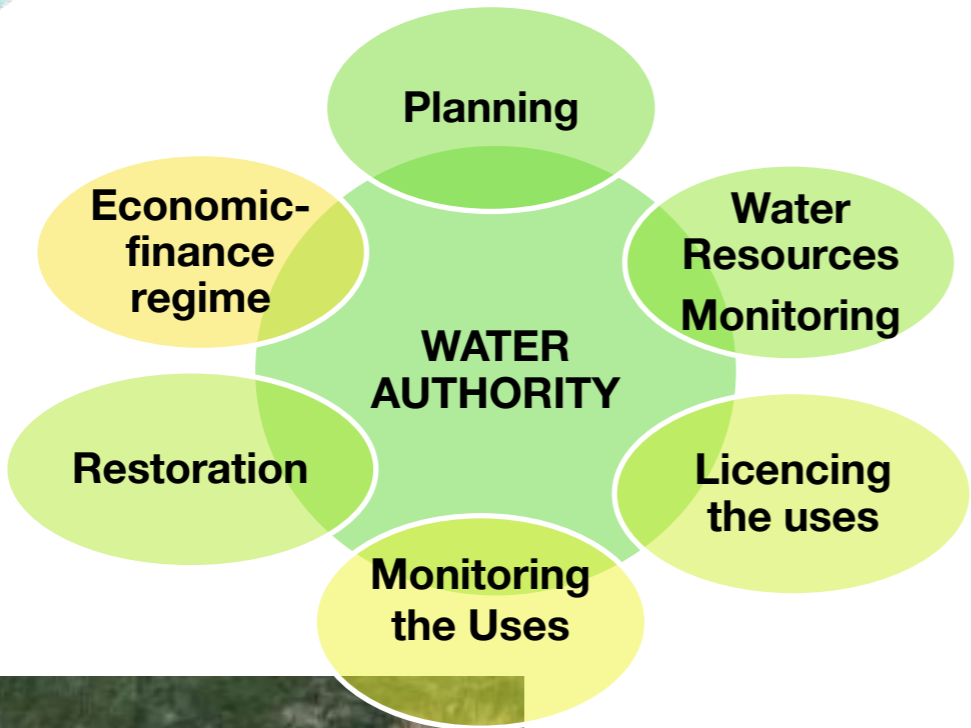 Planning
Economic-
finance
regime
Water
Resources
Monitoring
WATER
AUTHORITY
Restoration
Licencing
the uses
Monitoring
the Uses